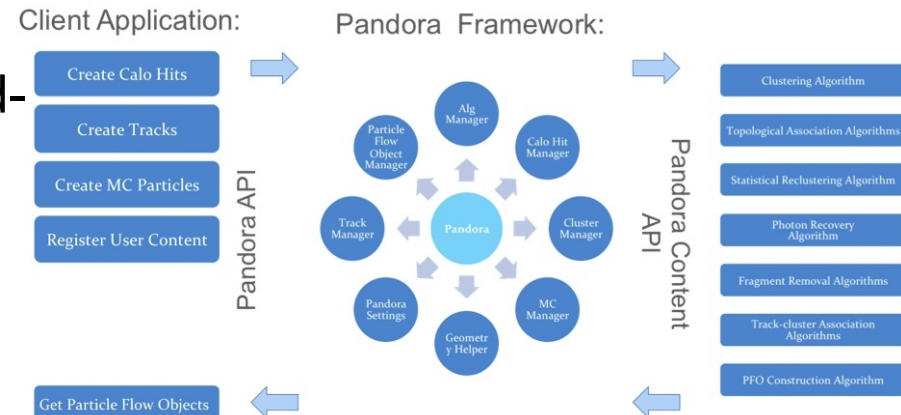 Client Application:
Create Calo Hits
Create Tracks
Create MC Particles
Register User Content
Get Particle Flow Objects
Pandora API
Pandora Framework:
Alg
Manager
Calo Hit
Manager
Cluster
Manager
MC
Manager
Geometr
y Helper
Pandora
Settings
Track
Manager
Particle
Flow
Object
Manager
Pandora
Pandora Content
API
Clustering Algorithm
Topological Association Algorithms
Statistical Reclustering Algorithm
Photon Recovery
Algorithm
Fragment Removal Algorithms
Track-cluster Association
Algorithms
PFO Construction Algorithm